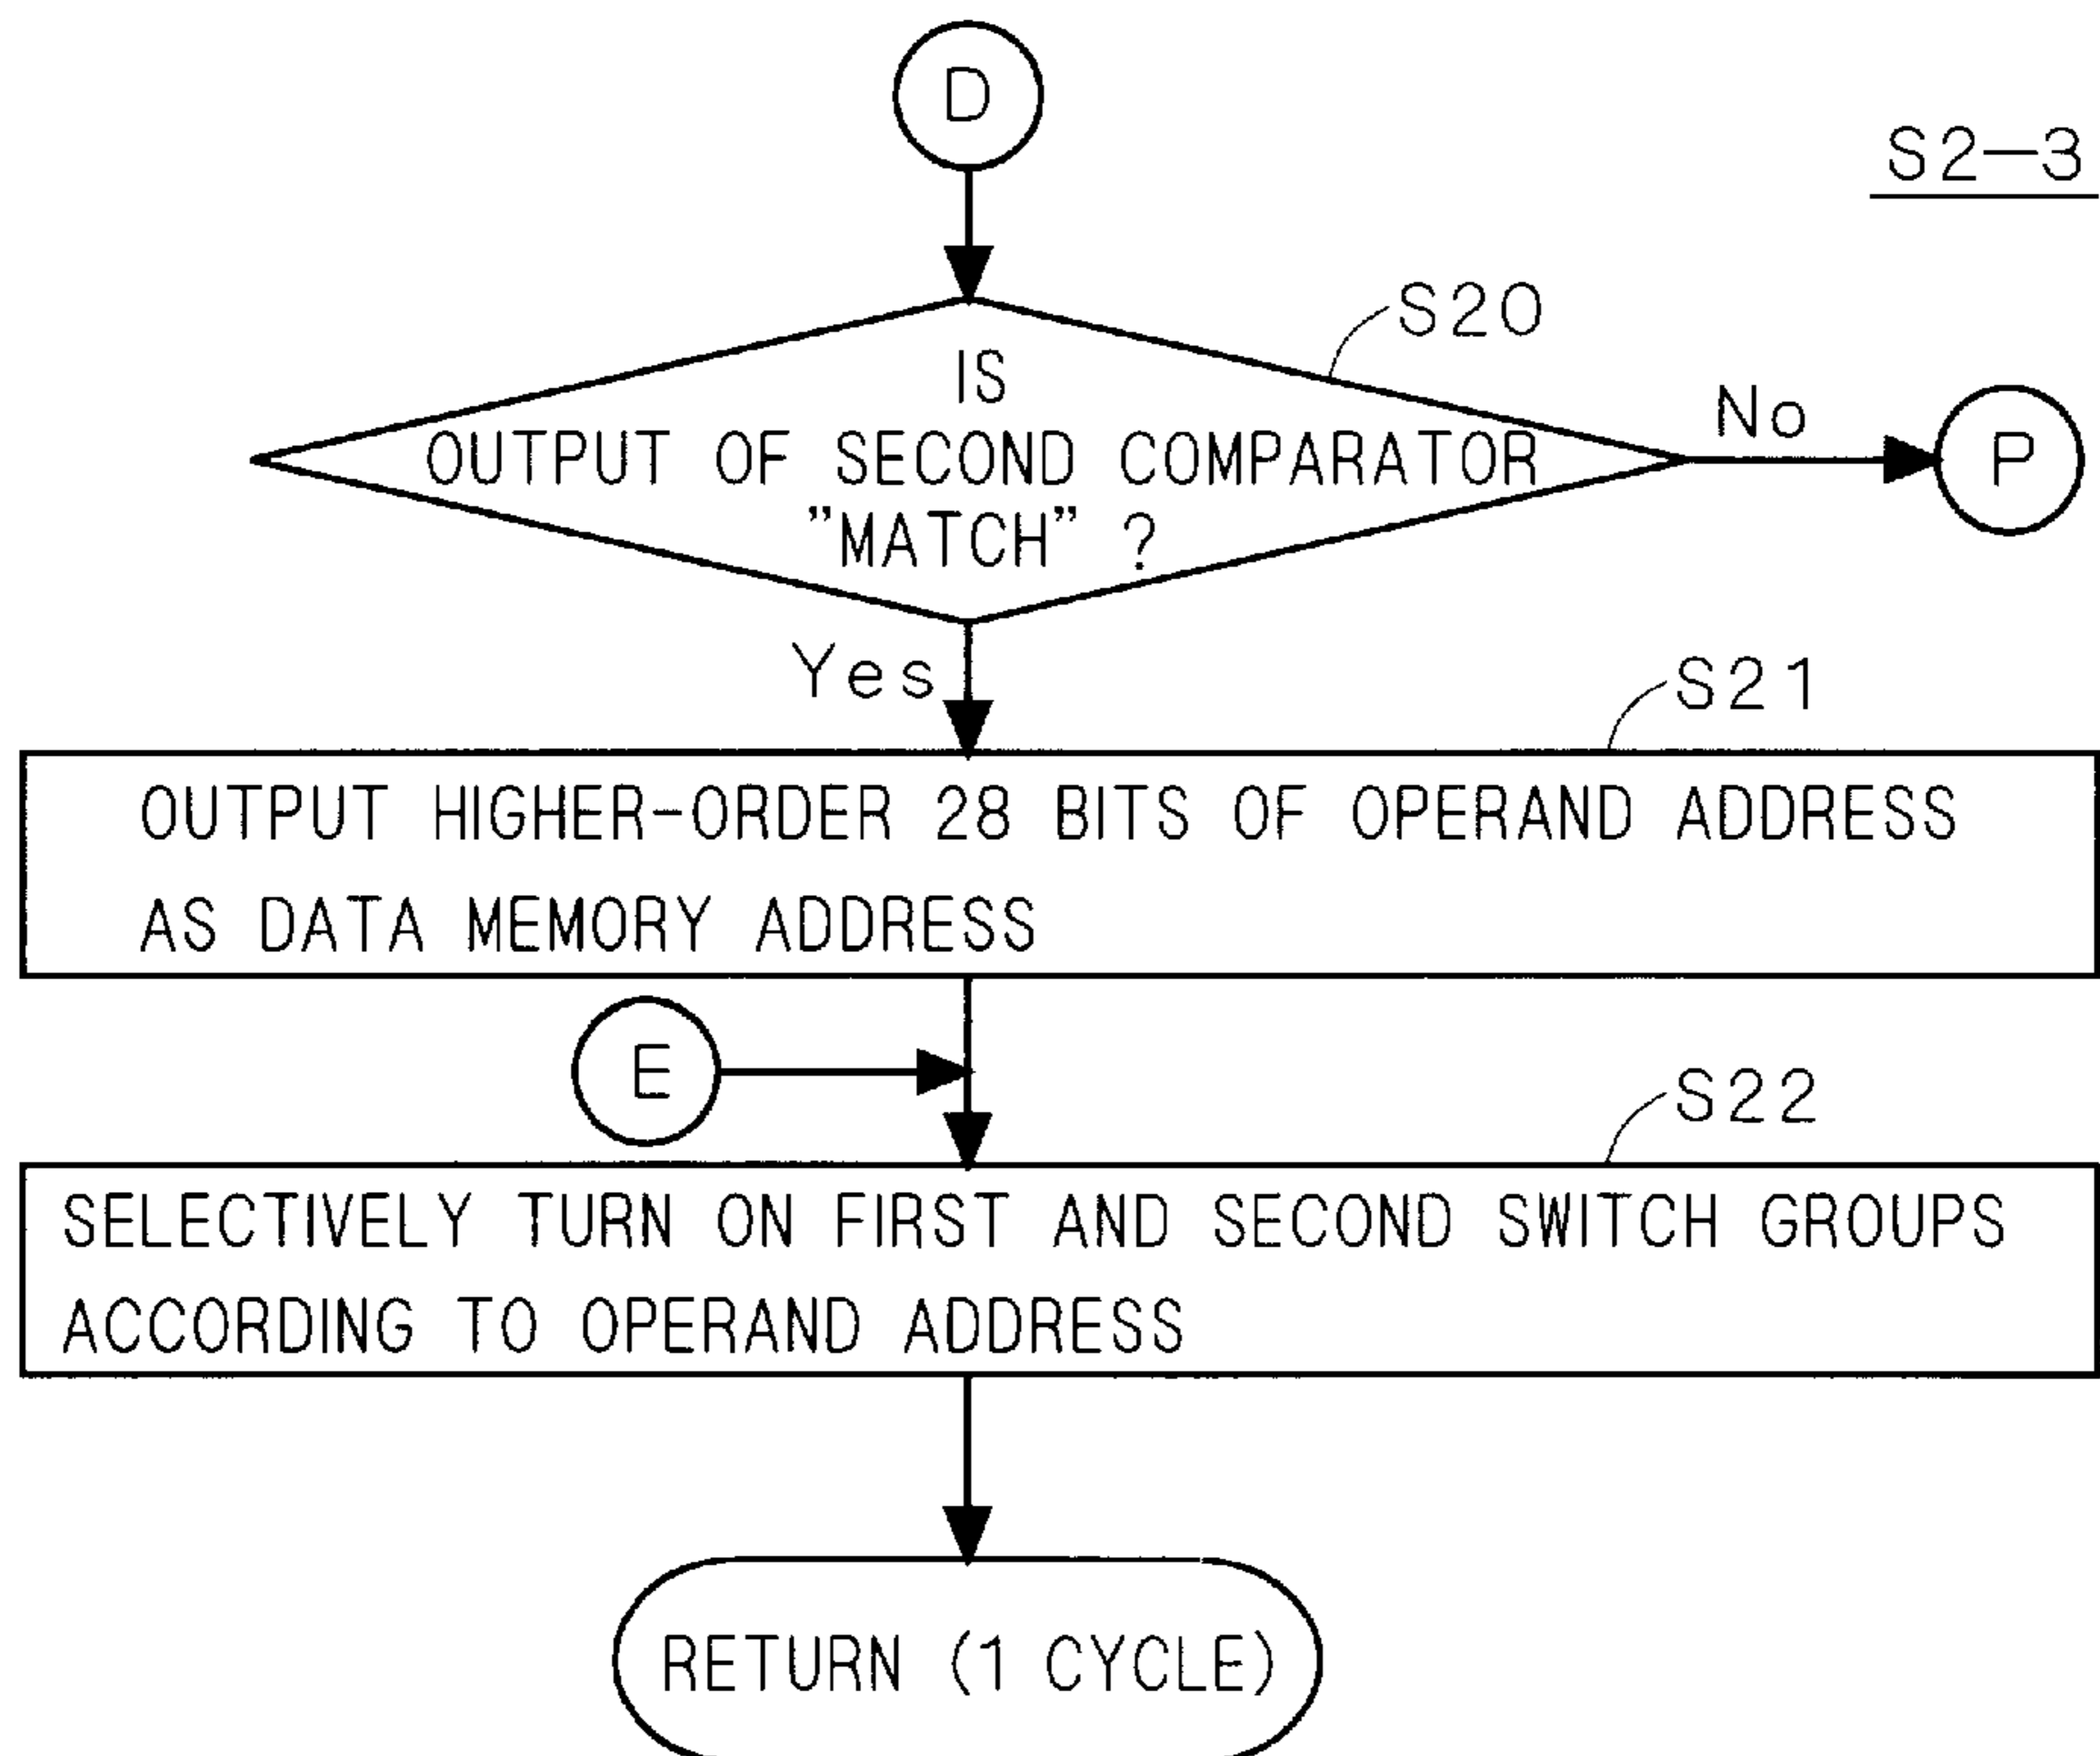 D
S2-3
S20
IS
OUTPUT OF SECOND COMPARATOR
"MATCH" ?
No
P
Yes
S21
OUTPUT HIGHER-ORDER 28 BITS OF OPERAND ADDRESS
AS DATA MEMORY ADDRESS
E
S22
SELECTIVELY TURN ON FIRST AND SECOND SWITCH GROUPS
ACCORDING TO OPERAND ADDRESS
RETURN (1 CYCLE)